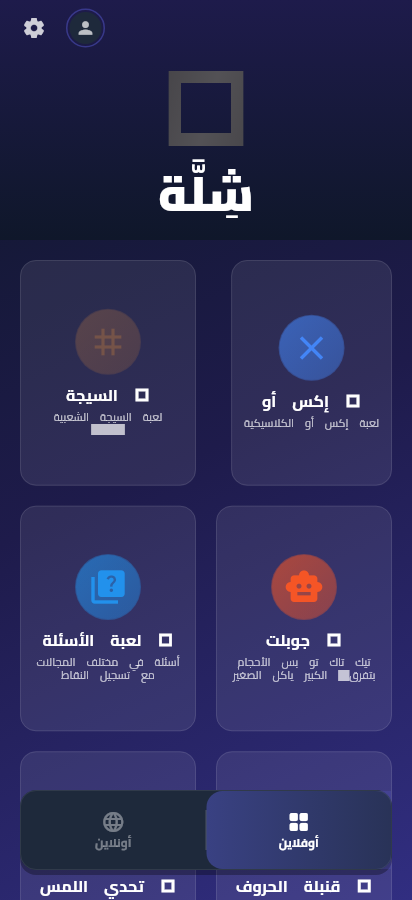 شِلَّة
إكس أو
لعبة إكس أو الكلاسيكية
السيجة
لعبة السيجة الشعبية
جوبلت
تيك تاك تو بس الأحجام
بتفرق الكبير ياكل الصغير
لعبة الأسئلة
أسئلة في مختلف المجالات
مع تسجيل النقاط
أوفلاين
أونلاين
قنبلة الحروف
تحدي اللمس